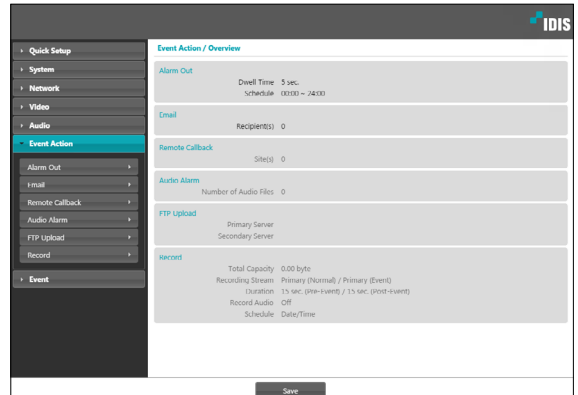 IDIS
Quick Setup
System
Network
Video
Audio
Event Action
Alarm Out
Email
Remote Callback
Audio Alarm
FTP Upload
Record
Event
Event Action / Overview
Alarm Out
Dwell Time 5 sec.
Schedule 00:00 ~ 24:00
Email
Recipient(s) 0
Remote Callback
Site(s) 0
Audio Alarm
Number of Audio Files 0
FTP Upload
Primary Server
Secondary Server
Record
Total Capacity 0.00 byte
Recording Stream Primary (Normal) / Primary (Event)
Duration 15 sec. (Pre-Event) / 15 sec. (Post-Event)
Record Audio Off
Schedule Date/Time
Save